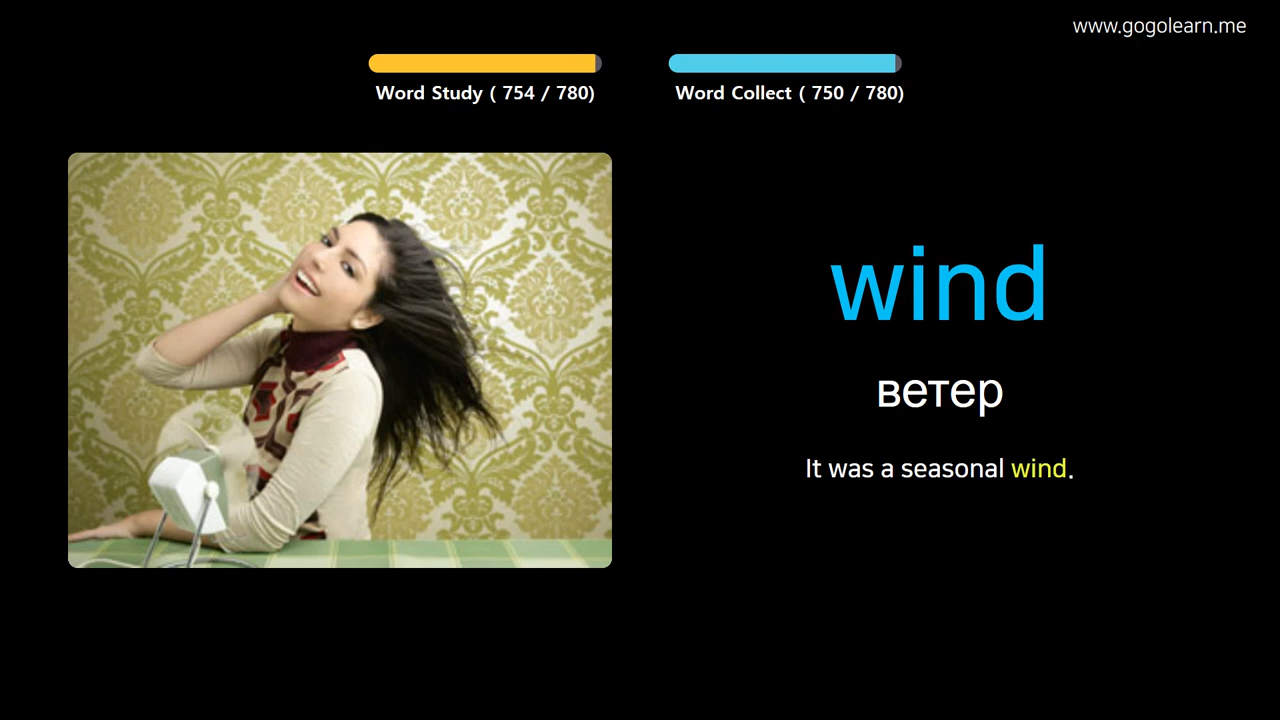 www.gogolearn.me
Word Study ( 754 / 780)
Word Collect ( 750 / 780)
wind
ветер
It was a seasonal wind.